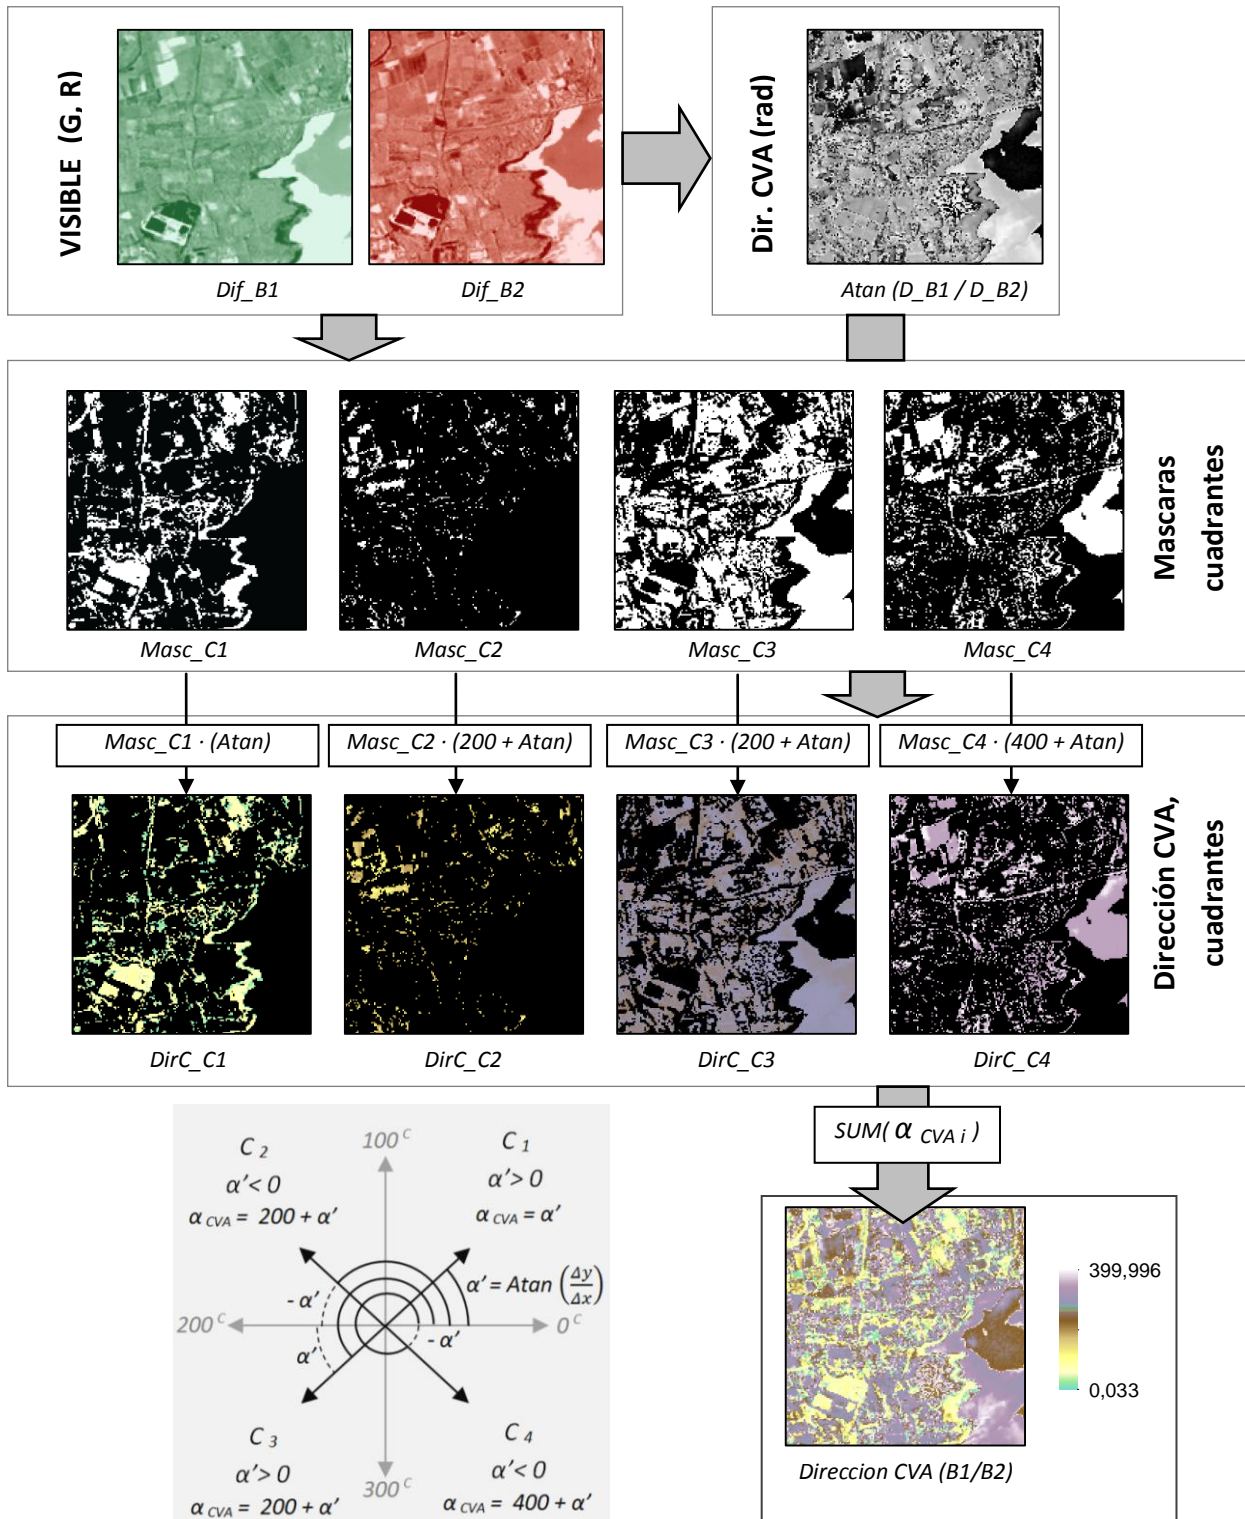 VISIBLE (G, R)
Dif_B1
Dif_B2
Dir. CVA (rad)
Atan (D_B1 / D_B2)
Masc_C1
Masc_C2
Masc_C3
Masc_C4
Mascaras
cuadrantes
Masc_C1 · (Atan)
Masc_C2 · (200 + Atan)
Masc_C3 · (200 + Atan)
Masc_C4 · (400 + Atan)
DirC_C1
DirC_C2
DirC_C3
DirC_C4
Dirección CVA,
cuadrantes
SUM( α CVA i )
C 2
α’< 0
α CVA = 200 + α’
100 c
C 1
α’> 0
α CVA = α’
α’ = Atan (Δy/Δx)
- α’
200 c
0 c
- α’
α’
C 3
α’> 0
α CVA = 200 + α’
300 c
C 4
α’< 0
α CVA = 400 + α’
399,996
0,033
Direccion CVA (B1/B2)